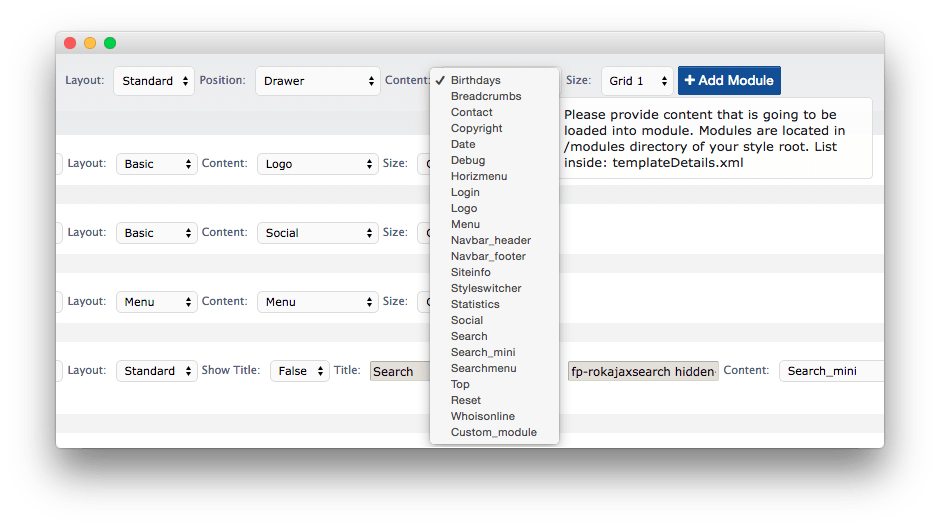 Layout: Standard Position: Drawer Content: Size: Grid 1 + Add Module
✓ Birthdays
Breadcrumbs
Contact
Copyright
Date
Debug
Horizmenu
Login
Logo
Menu
Navbar_header
Navbar_footer
Siteinfo
Styleswitcher
Statistics
Social
Search
Search_mini
Searchmenu
Top
Reset
Whoisonline
Custom_module
Please provide content that is going to be
loaded into module. Modules are located in
/modules directory of your style root. List
inside: templateDetails.xml
Layout: Basic Content: Logo Size:
Layout: Basic Content: Social Size:
Layout: Menu Content: Menu Size:
Layout: Standard Show Title: False Title: Search fp-rokajaxsearch hidden Content: Search_mini